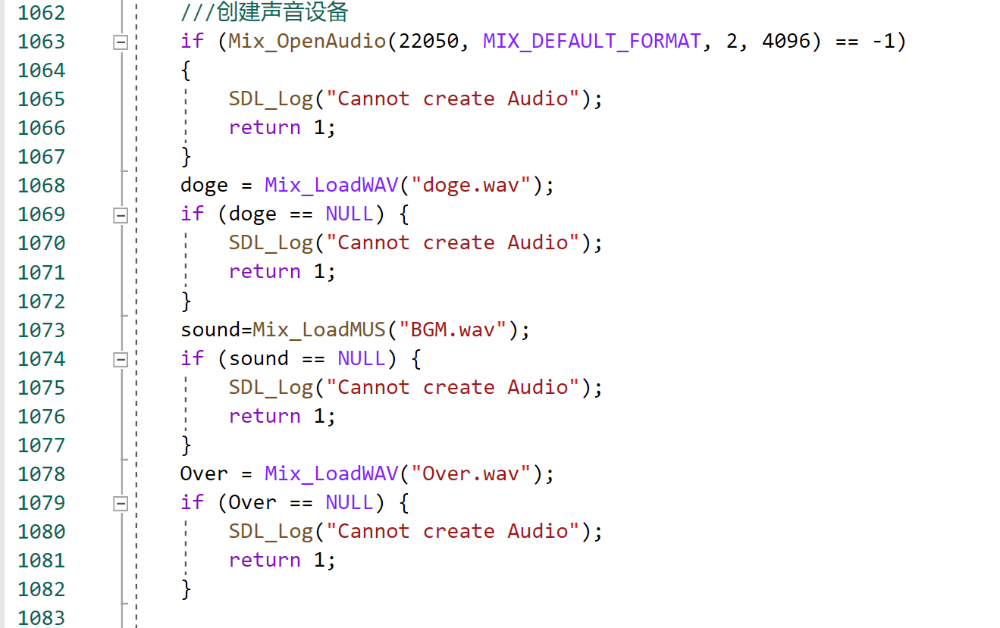 1062 ///创建声音设备
1063 if (Mix_OpenAudio(22050, MIX_DEFAULT_FORMAT, 2, 4096) == -1)
1064 {
1065 SDL_Log("Cannot create Audio");
1066 return 1;
1067 }
1068 doge = Mix_LoadWAV("doge.wav");
1069 if (doge == NULL) {
1070 SDL_Log("Cannot create Audio");
1071 return 1;
1072 }
1073 sound=Mix_LoadMUS("BGM.wav");
1074 if (sound == NULL) {
1075 SDL_Log("Cannot create Audio");
1076 return 1;
1077 }
1078 Over = Mix_LoadWAV("Over.wav");
1079 if (Over == NULL) {
1080 SDL_Log("Cannot create Audio");
1081 return 1;
1082 }
1083